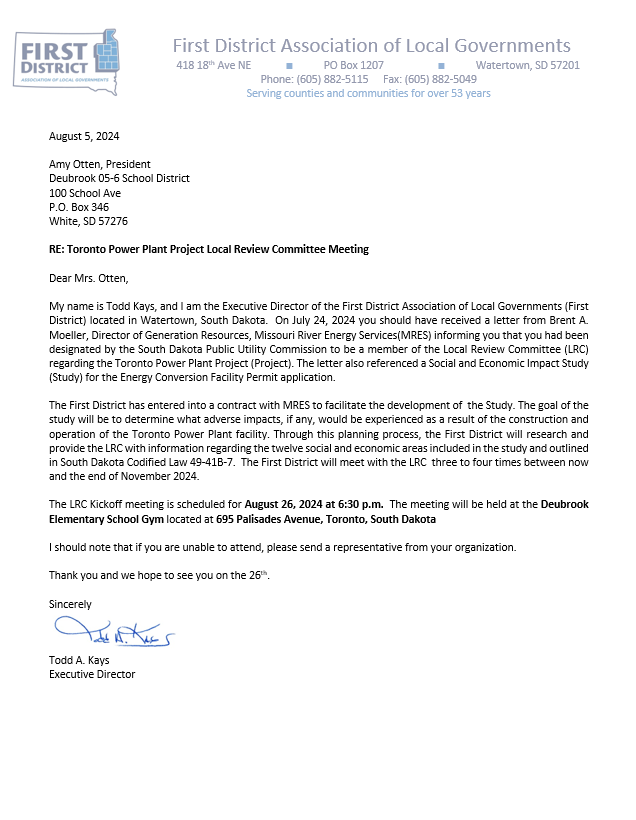 FIRST
DISTRICT
ASSOCIATION OF LOCAL GOVERNMENTS
First District Association of Local Governments
418 18th Ave NE ■ PO Box 1207 ■ Watertown, SD 57201
Phone: (605) 882-5115 Fax: (605) 882-5049
Serving counties and communities for over 53 years
August 5, 2024
Amy Otten, President
Deubrook 05-6 School District
100 School Ave
P.O. Box 346
White, SD 57276
RE: Toronto Power Plant Project Local Review Committee Meeting
Dear Mrs. Otten,
My name is Todd Kays, and I am the Executive Director of the First District Association of Local Governments (First
District) located in Watertown, South Dakota. On July 24, 2024 you should have received a letter from Brent A.
Moeller, Director of Generation Resources, Missouri River Energy Services(MRES) informing you that you had been
designated by the South Dakota Public Utility Commission to be a member of the Local Review Committee (LRC)
regarding the Toronto Power Plant Project (Project). The letter also referenced a Social and Economic Impact Study
(Study) for the Energy Conversion Facility Permit application.
The First District has entered into a contract with MRES to facilitate the development of the Study. The goal of the
study will be to determine what adverse impacts, if any, would be experienced as a result of the construction and
operation of the Toronto Power Plant facility. Through this planning process, the First District will research and
provide the LRC with information regarding the twelve social and economic areas included in the study and outlined
in South Dakota Codified Law 49-41B-7. The First District will meet with the LRC three to four times between now
and the end of November 2024.
The LRC Kickoff meeting is scheduled for August 26, 2024 at 6:30 p.m. The meeting will be held at the Deubrook
Elementary School Gym located at 695 Palisades Avenue, Toronto, South Dakota
I should note that if you are unable to attend, please send a representative from your organization.
Thank you and we hope to see you on the 26th.
Sincerely
Todd A. Kays
Todd A. Kays
Executive Director